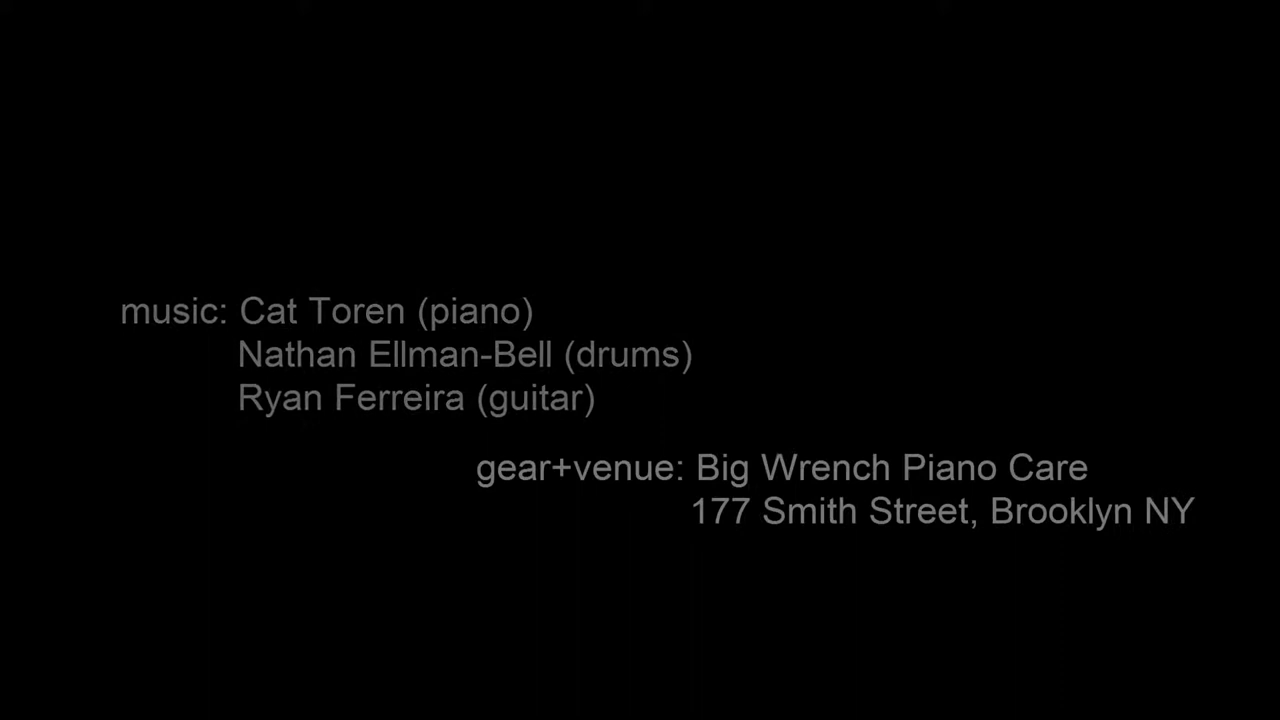 music: Cat Toren (piano)
Nathan Ellman-Bell (drums)
Ryan Ferreira (guitar)
gear+venue: Big Wrench Piano Care
177 Smith Street, Brooklyn NY